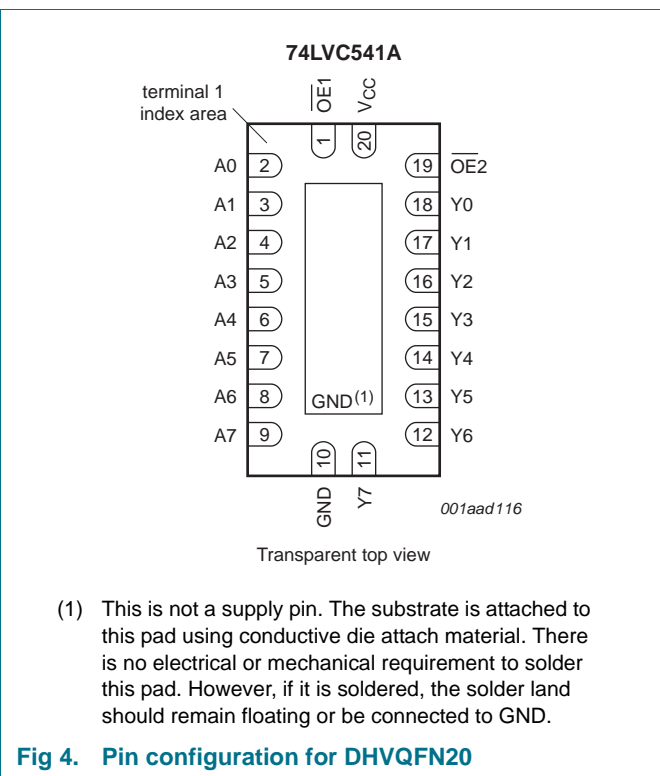 74LVC541A
terminal 1
index area
OE1
VCC
1
20
A0 2 19 OE2
A1 3 18 Y0
A2 4 17 Y1
A3 5 16 Y2
A4 6 15 Y3
A5 7 14 Y4
A6 8 GND(1) 13 Y5
A7 9 12 Y6
10
11
GND
Y7
001aad116
Transparent top view
(1) This is not a supply pin. The substrate is attached to
this pad using conductive die attach material. There
is no electrical or mechanical requirement to solder
this pad. However, if it is soldered, the solder land
should remain floating or be connected to GND.
Fig 4. Pin configuration for DHVQFN20